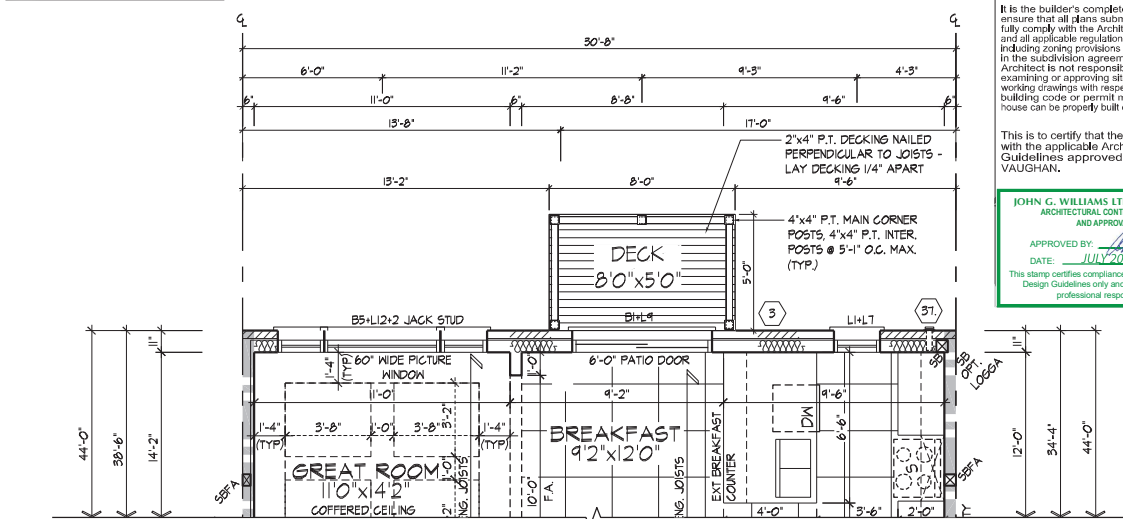 It is the builder's complete
ensure that all plans subm
fully comply with the Archit
and all applicable regulation
including zoning provisions
in the subdivision agreem
Architect is not responsib
examining or approving sit
working drawings with respe
building code or permit m
house can be properly built
This is to certify that the
with the applicable Arch
Guidelines approved
VAUGHAN.
JOHN G. WILLIAMS LT
ARCHITECTURAL CONT
AND APPROVA
APPROVED BY:
DATE: JULY 20
This stamp certifies compliance
Design Guidelines only and
professional respo
30'-8"
6'-0" 11'-2" 9'-3" 4'-3"
6" 11'-0" 6" 8'-8" 9'-6" 6"
13'-8" 17'-0"
2"x4" P.T. DECKING NAILED
PERPENDICULAR TO JOISTS -
LAY DECKING 1/4" APART
13'-2" 8'-0" 9'-6"
4"x4" P.T. MAIN CORNER
POSTS, 4"x4" P.T. INTER.
POSTS @ 5'-1" O.C. MAX.
(TYP.)
DECK
8'0"x5'0"
5'-0"
3
37.
B5+L12+2 JACK STUD
B1+L9
L1+L7
60" WIDE PICTURE
WINDOW
6'-0" PATIO DOOR
1'-4"
(TYP)
1'-0"
SB
SB
OPT.
LOGGA
9'-2" 9'-6"
1'-4"
(TYP)
3'-8" 1'-0" 3'-8"
1'-4"
(TYP)
3'-2"
1'-0"
GREAT ROOM
11'0"x14'2"
COFFERED CEILING
BREAKFAST
9'2"x12'0"
10'-0"
F.A.
ENG. JOISTS
EXT BREAKFAST
COUNTER
DW
6'-6"
S
4'-0" 3'-6" 2'-0"
SBFA
SBFA
44'-0"
38'-6"
14'-2"
11"
11"
12'-0"
34'-4"
44'-0"